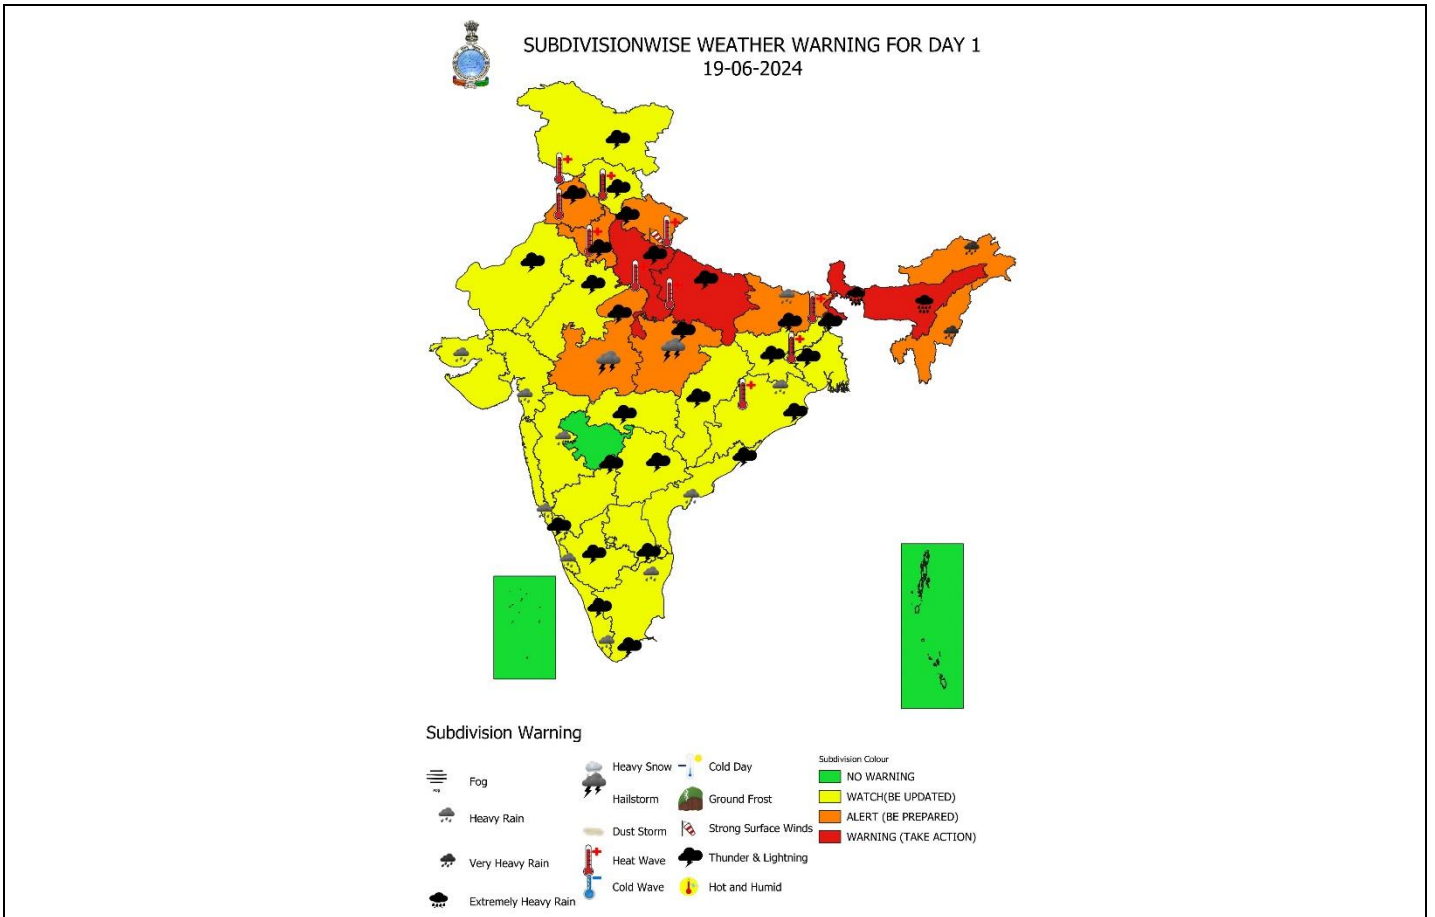 SUBDIVISIONWISE WEATHER WARNING FOR DAY 1
19-06-2024
Subdivision Warning
Fog
Heavy Rain
Very Heavy Rain
Extremely Heavy Rain
Heavy Snow
Hailstorm
Dust Storm
Heat Wave
Cold Wave
Cold Day
Ground Frost
Strong Surface Winds
Thunder & Lightning
Hot and Humid
Subdivision Colour
NO WARNING
WATCH(BE UPDATED)
ALERT (BE PREPARED)
WARNING (TAKE ACTION)